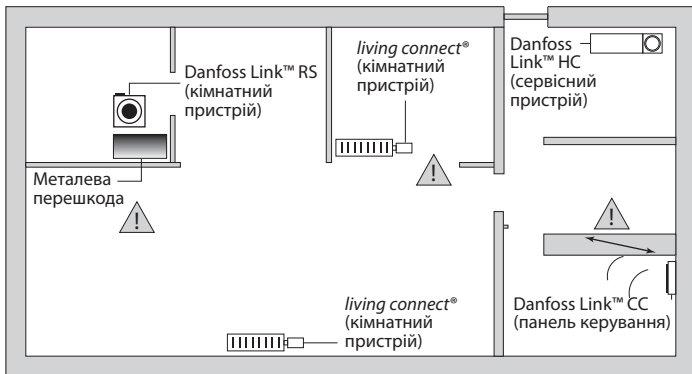 Danfoss Link™ RS
(кімнатний
пристрій)
living connect®
(кімнатний
пристрій)
Danfoss
Link™ HC
(сервісний
пристрій)
Металева
перешкода
!
!
!
living connect®
(кімнатний
пристрій)
Danfoss Link™ CC
(панель керування)